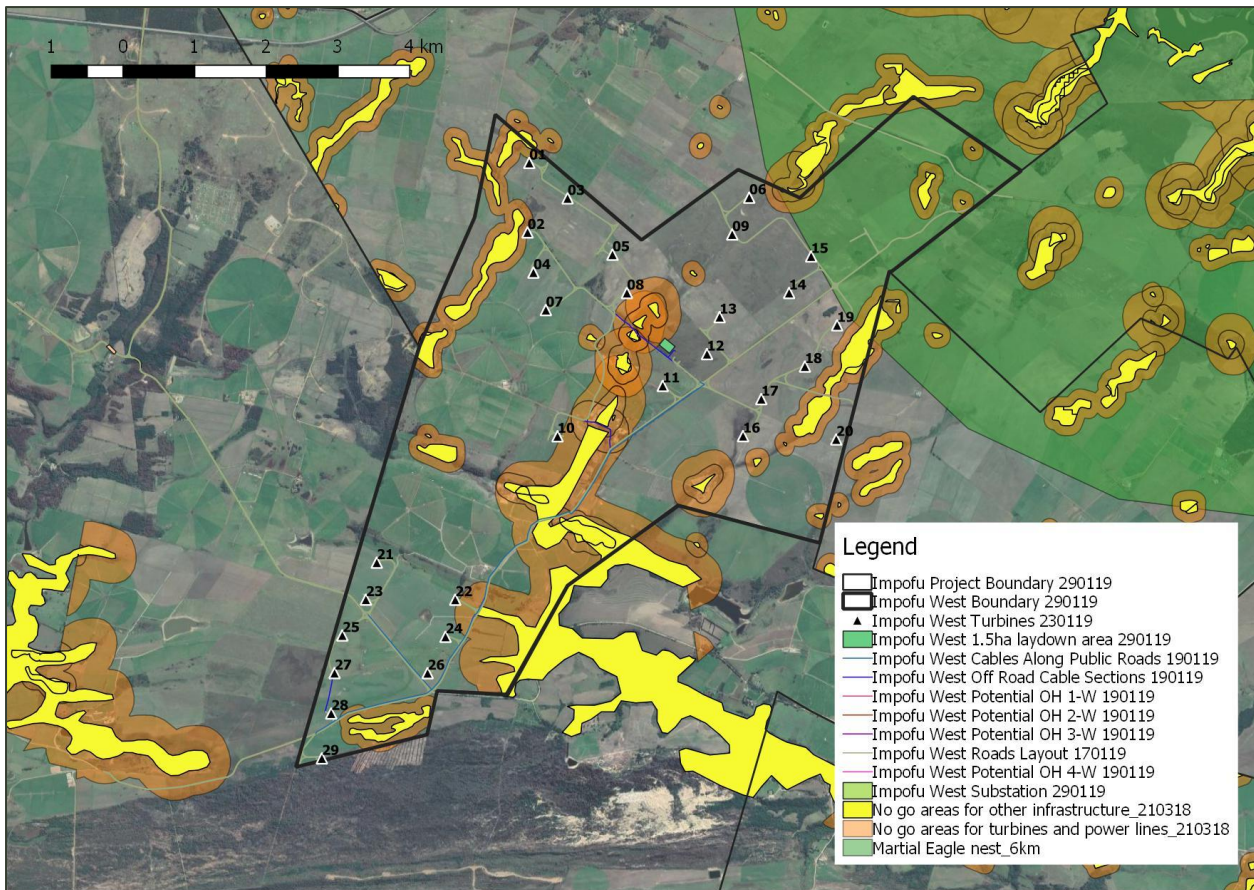 1 0 1 2 3 4 km
01
03
06
02
09
05
15
04
08
14
07
13
19
12
18
11
17
10
16
20
21
23
22
25
24
27
26
28
29
Legend
Impofu Project Boundary 290119
Impofu West Boundary 290119
Impofu West Turbines 230119
Impofu West 1.5ha laydown area 290119
Impofu West Cables Along Public Roads 190119
Impofu West Off Road Cable Sections 190119
Impofu West Potential OH 1-W 190119
Impofu West Potential OH 2-W 190119
Impofu West Potential OH 3-W 190119
Impofu West Roads Layout 170119
Impofu West Potential OH 4-W 190119
Impofu West Substation 290119
No go areas for other infrastructure_210318
No go areas for turbines and power lines_210318
Martial Eagle nest_6km